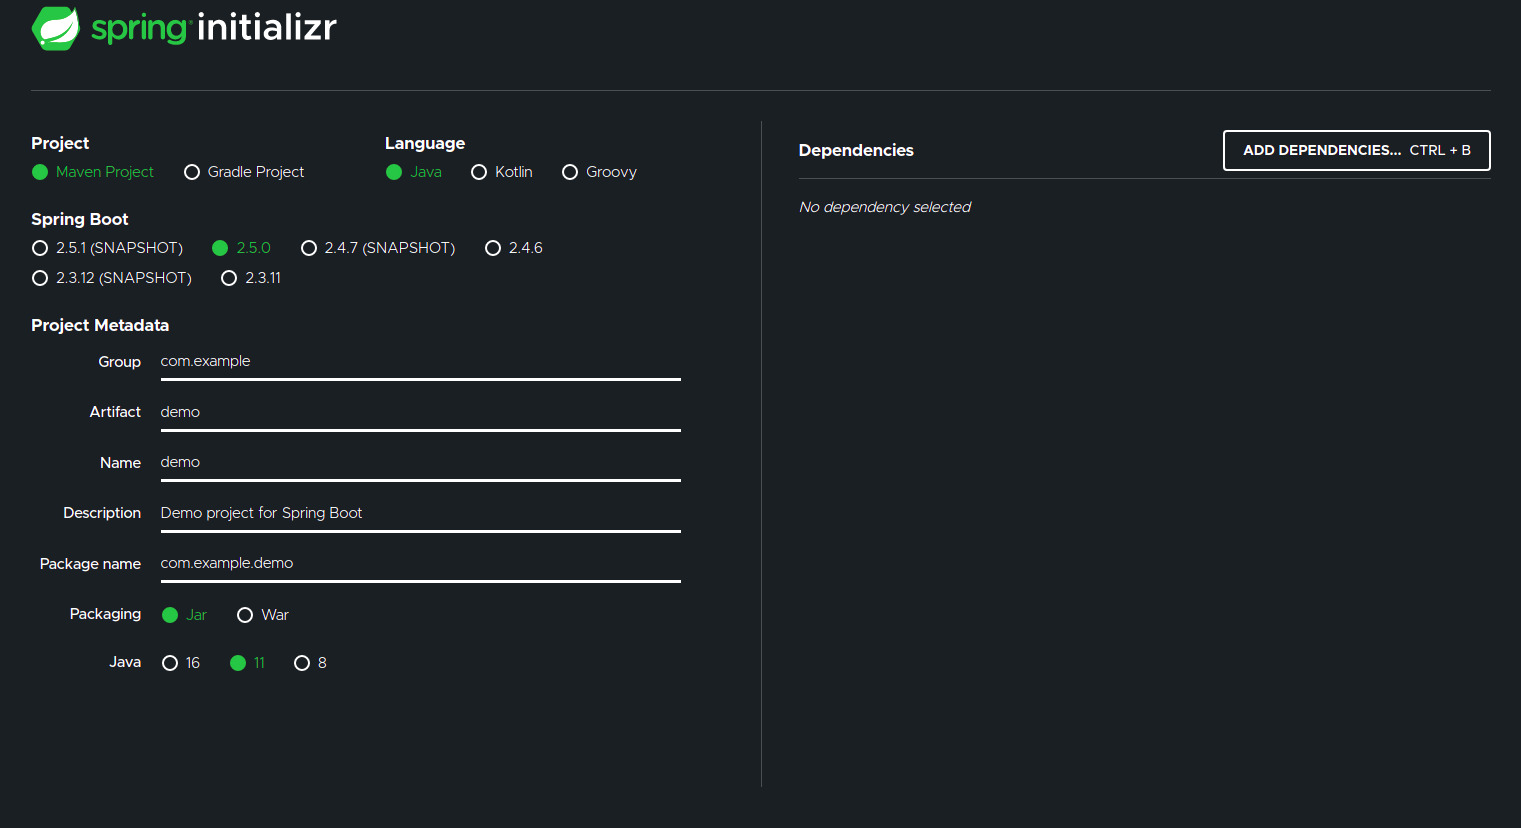 spring initializr
Project
Maven Project Gradle Project
Language
Java Kotlin Groovy
Spring Boot
2.5.1 (SNAPSHOT) 2.5.0 2.4.7 (SNAPSHOT) 2.4.6
2.3.12 (SNAPSHOT) 2.3.11
Project Metadata
Group com.example
Artifact demo
Name demo
Description Demo project for Spring Boot
Package name com.example.demo
Packaging Jar War
Java 16 11 8
Dependencies
ADD DEPENDENCIES... CTRL + B
No dependency selected